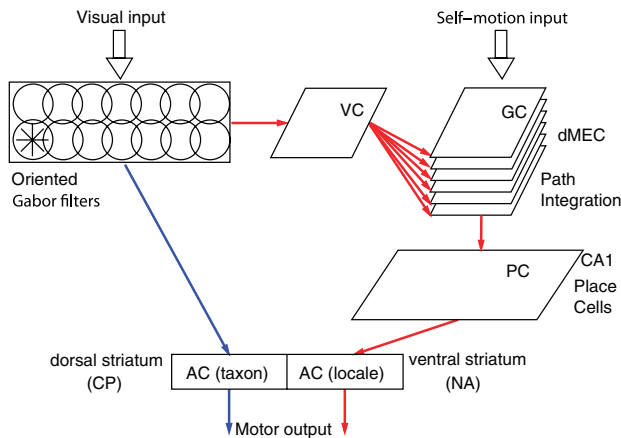 Visual input
Self-motion input
VC
GC
dMEC
Oriented
Gabor filters
Path
Integration
PC
CA1
Place
Cells
dorsal striatum
(CP)
AC (taxon)
AC (locale)
ventral striatum
(NA)
Motor output